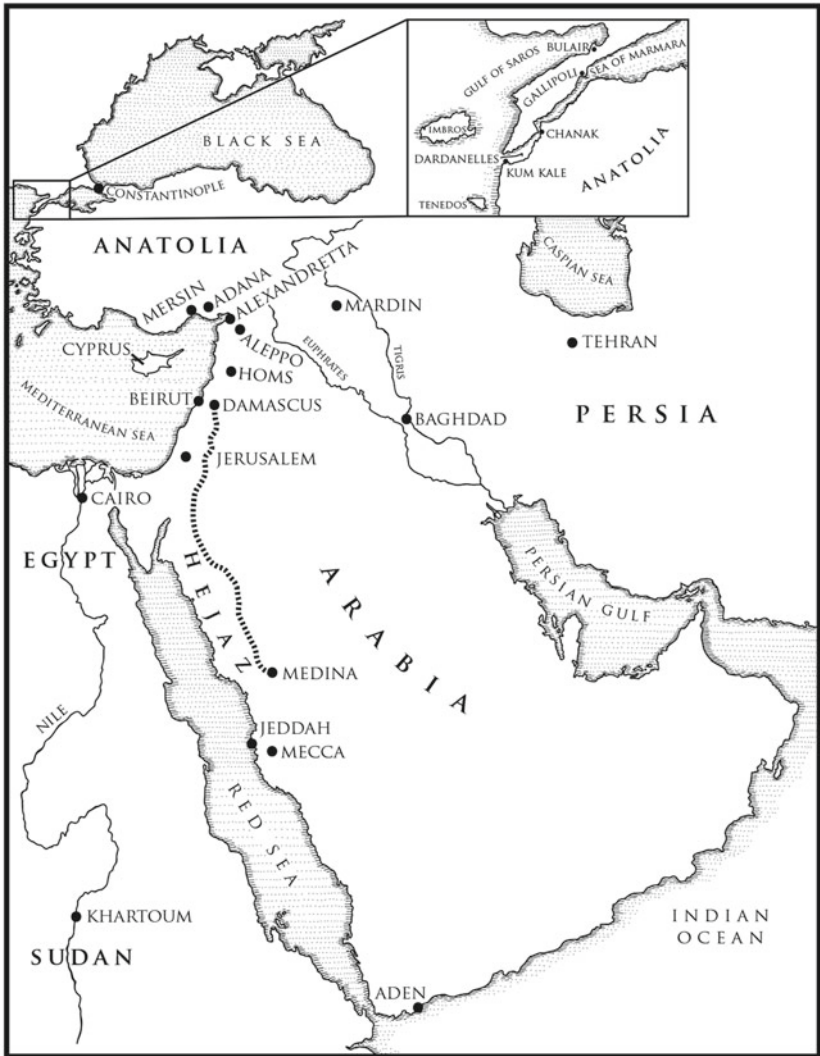 BLACK SEA
CONSTANTINOPLE
GULF OF SAROS
BULAIR
GALLIPOLI
SEA OF MARMARA
IMBROS
CHANAK
DARDANELLES
KUM KALE
TENEDOS
ANATOLIA
ANATOLIA
CASPIAN SEA
MERSIN
ADANA
ALEXANDRETTA
MARDIN
ALEPPO
TEHRAN
CYPRUS
EUPHRATES
TIGRIS
HOMS
MEDITERRANEAN SEA
BEIRUT
DAMASCUS
BAGHDAD
PERSIA
JERUSALEM
CAIRO
EGYPT
HEJAZ
ARABIA
PERSIAN GULF
MEDINA
NILE
JEDDAH
MECCA
RED SEA
KHARTOUM
SUDAN
INDIAN
OCEAN
ADEN